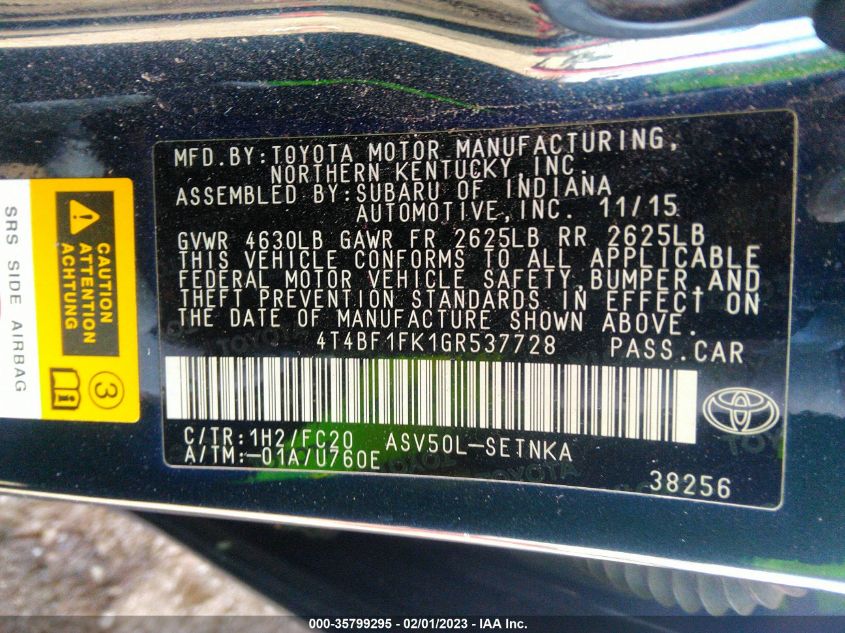 SRS SIDE AIRBAG
CAUTION
ATTENTION
ACHTUNG
3
MFD.BY:TOYOTA MOTOR MANUFACTURING,
NORTHERN KENTUCKY,INC.
ASSEMBLED BY:SUBARU OF INDIANA
AUTOMOTIVE,INC. 11/15
GVWR 4630LB GAWR FR 2625LB RR 2625LB
THIS VEHICLE CONFORMS TO ALL APPLICABLE
FEDERAL MOTOR VEHICLE SAFETY,BUMPER,AND
THEFT PREVENTION STANDARDS IN EFFECT ON
THE DATE OF MANUFACTURE SHOWN ABOVE.
4T4BF1FK1GR537728 PASS.CAR
C/TR:1H2/FC20 ASV50L-SETNKA
A/TM:-01A/U760E
38256
000-35799295 - 02/01/2023 - IAA Inc.